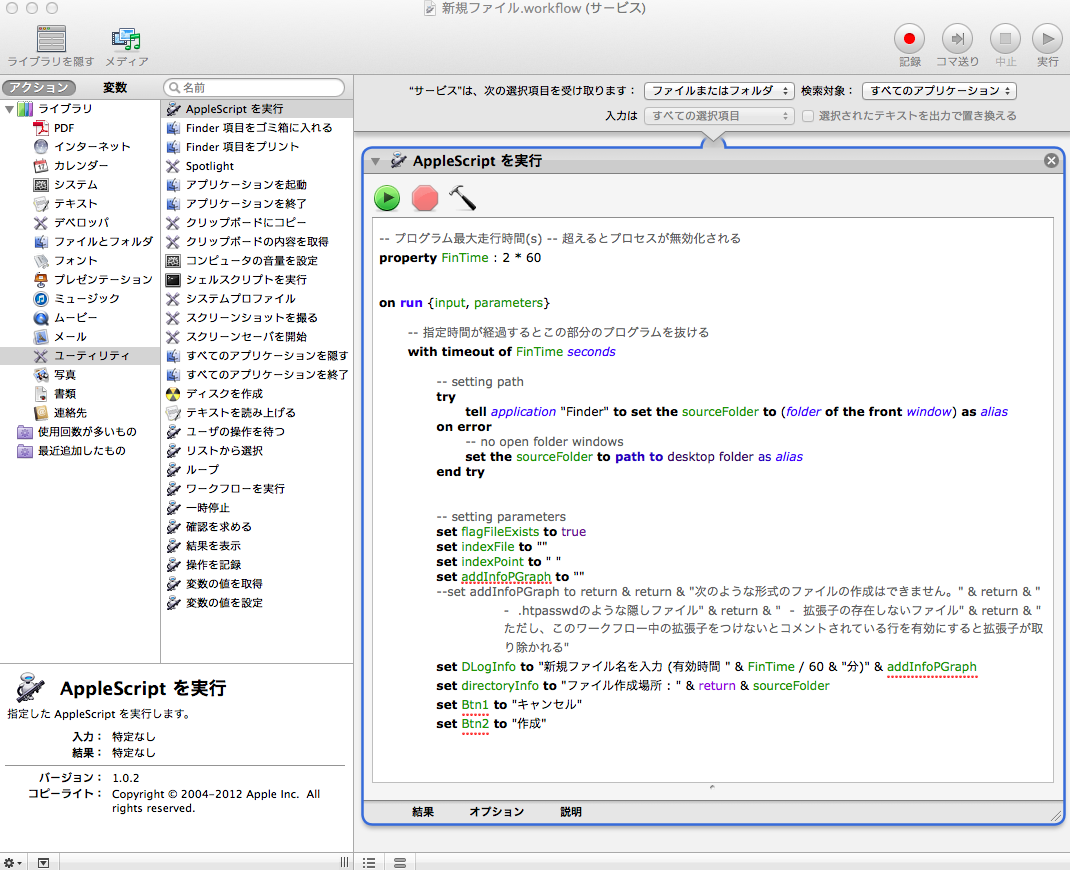 新規ファイル.workflow (サービス)
ライブラリを隠す メディア
記録 コマ送り 中止 実行
アクション 変数
名前
"サービス"は、次の選択項目を受け取ります： ファイルまたはフォルダ 検索対象： すべてのアプリケーション
入力は すべての選択項目 選択されたテキストを出力で置き換える
ライブラリ
PDF
インターネット
カレンダー
システム
テキスト
デベロッパ
ファイルとフォルダ
フォント
プレゼンテーション
ミュージック
ムービー
メール
ユーティリティ
写真
書類
連絡先
使用回数が多いもの
最近追加したもの
AppleScript を実行
Finder 項目をゴミ箱に入れる
Finder 項目をプリント
Spotlight
アプリケーションを起動
アプリケーションを終了
クリップボードにコピー
クリップボードの内容を取得
コンピュータの音量を設定
シェルスクリプトを実行
システムプロファイル
スクリーンショットを撮る
スクリーンセーバを開始
すべてのアプリケーションを隠す
すべてのアプリケーションを終了
ディスクを作成
テキストを読み上げる
ユーザの操作を待つ
リストから選択
ループ
ワークフローを実行
一時停止
確認を求める
結果を表示
操作を記録
変数の値を取得
変数の値を設定
AppleScript を実行
-- プログラム最大走行時間(s) -- 超えるとプロセスが無効化される
property FinTime : 2 * 60
on run {input, parameters}
-- 指定時間が経過するとこの部分のプログラムを抜ける
with timeout of FinTime seconds
-- setting path
try
tell application "Finder" to set the sourceFolder to (folder of the front window) as alias
on error
-- no open folder windows
set the sourceFolder to path to desktop folder as alias
end try
-- setting parameters
set flagFileExists to true
set indexFile to ""
set indexPoint to " "
set addInfoPGraph to ""
--set addInfoPGraph to return & return & "次のような形式のファイルの作成はできません。" & return & "
- .htpasswdのような隠しファイル" & return & " - 拡張子の存在しないファイル" & return & "
ただし、このワークフロー中の拡張子をつけないとコメントされている行を有効にすると拡張子が取
り除かれる"
set DLogInfo to "新規ファイル名を入力 (有効時間 " & FinTime / 60 & "分)" & addInfoPGraph
set directoryInfo to "ファイル作成場所 : " & return & sourceFolder
set Btn1 to "キャンセル"
set Btn2 to "作成"
結果 オプション 説明
AppleScript を実行
指定した AppleScript を実行します。
入力： 特定なし
結果： 特定なし
バージョン： 1.0.2
コピーライト： Copyright © 2004-2012 Apple Inc. All
rights reserved.